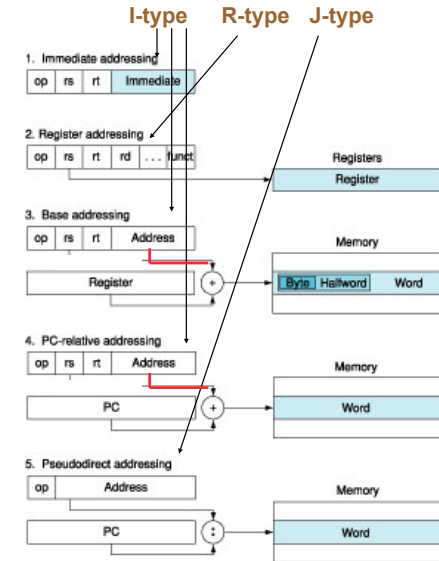 I-type R-type J-type
1. Immediate addressing
op rs rt Immediate
2. Register addressing
op rs rt rd ... funct
Registers
Register
3. Base addressing
op rs rt Address
Memory
Register + Byte Halfword Word
4. PC-relative addressing
op rs rt Address
Memory
PC + Word
5. Pseudodirect addressing
op Address
Memory
PC : Word